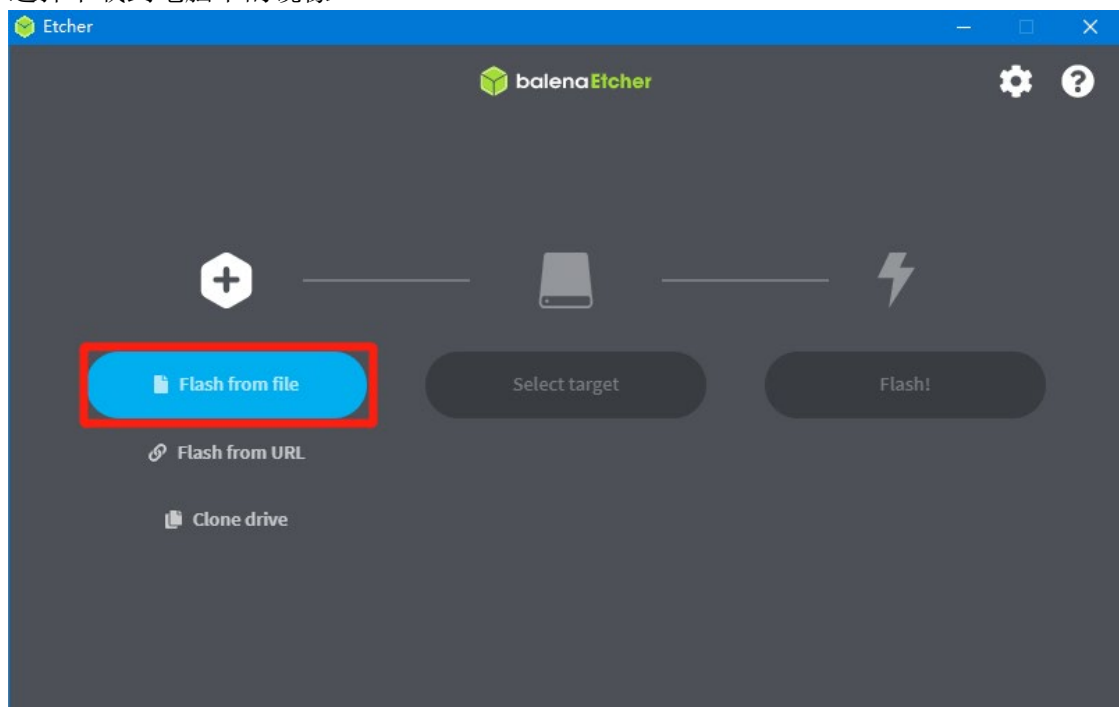 Etcher
balenaEtcher
Flash from file
Select target
Flash!
Flash from URL
Clone drive